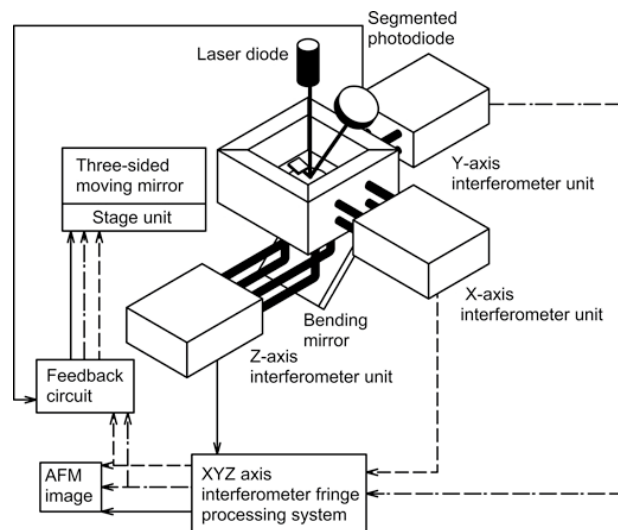 Segmented
photodiode
Laser diode
Three-sided
moving mirror
Stage unit
Y-axis
interferometer unit
X-axis
interferometer unit
Bending
mirror
Z-axis
interferometer unit
Feedback
circuit
AFM
image
XYZ axis
interferometer fringe
processing system